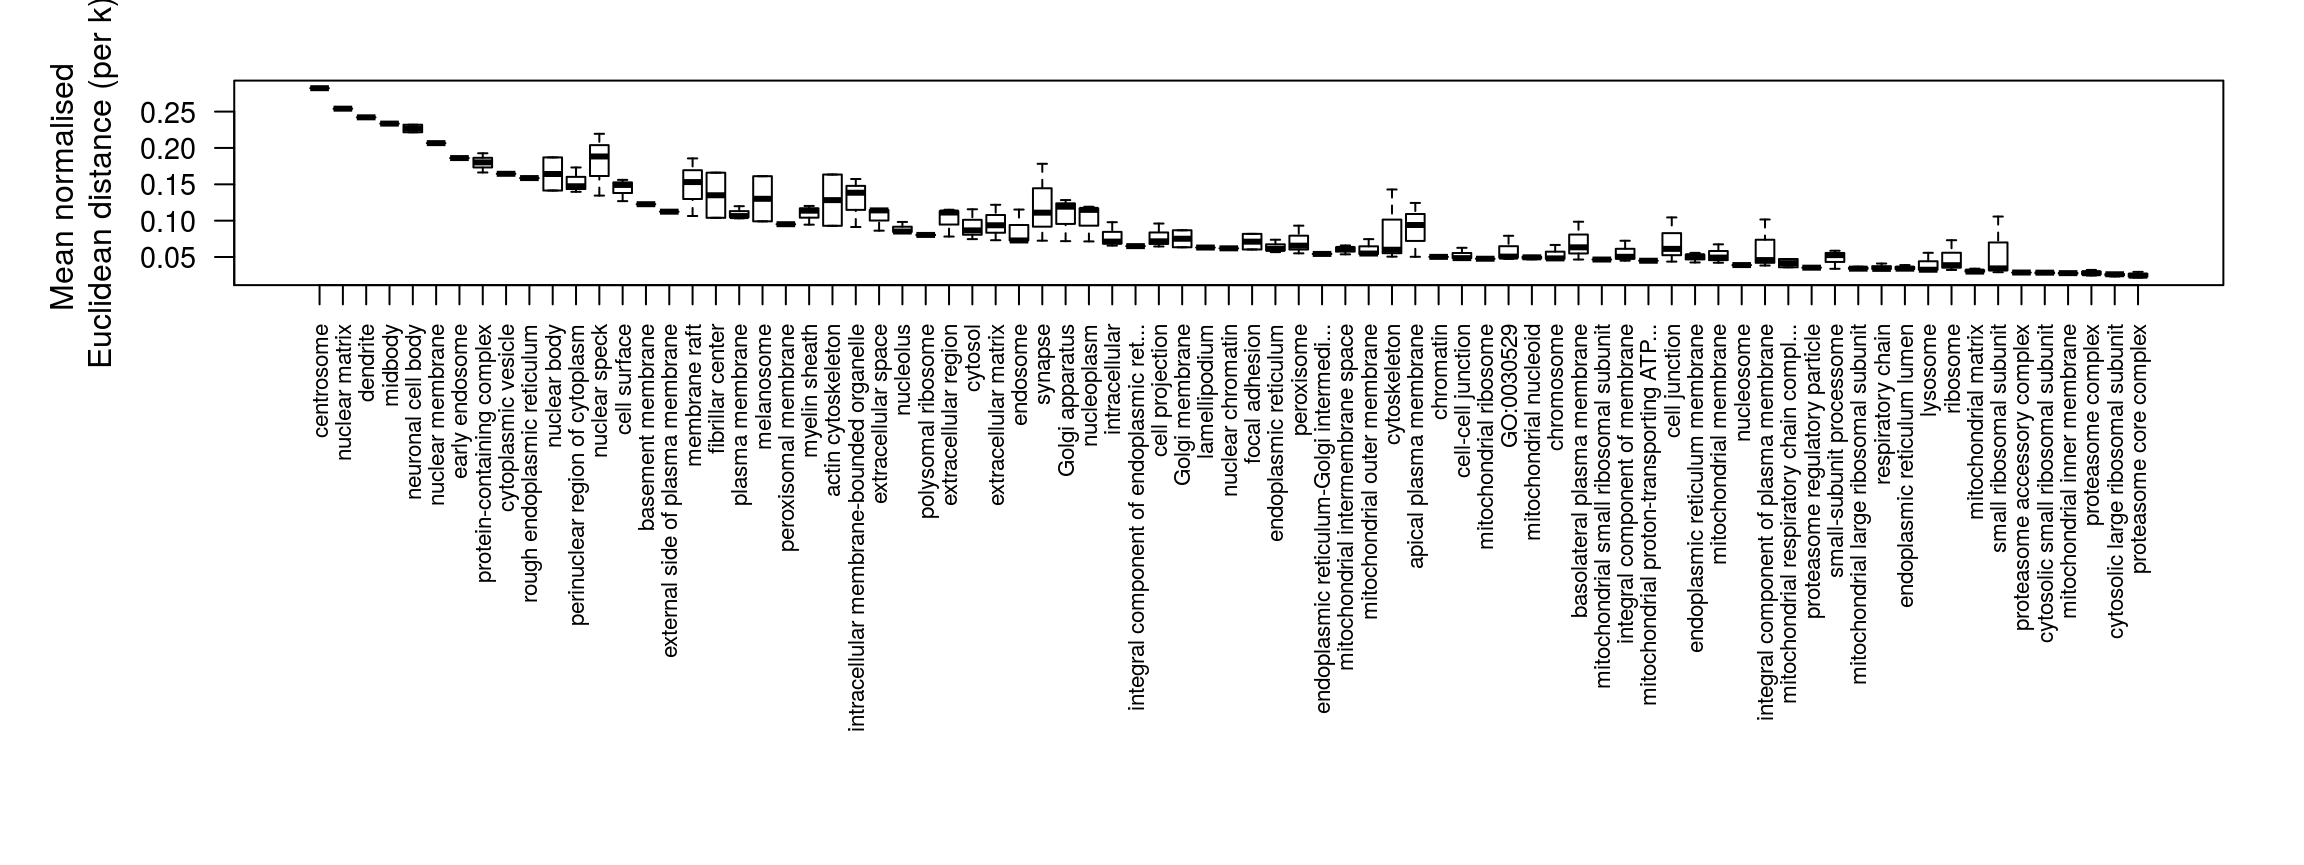 Mean normalised
Euclidean distance (per k)
0.25
0.20
0.15
0.10
0.05
centrosome
nuclear matrix
dendrite
midbody
neuronal cell body
nuclear membrane
early endosome
protein-containing complex
cytoplasmic vesicle
rough endoplasmic reticulum
nuclear body
perinuclear region of cytoplasm
nuclear speck
cell surface
basement membrane
external side of plasma membrane
membrane raft
fibrillar center
plasma membrane
melanosome
peroxisomal membrane
myelin sheath
actin cytoskeleton
intracellular membrane-bounded organelle
extracellular space
nucleolus
polysomal ribosome
extracellular region
cytosol
extracellular matrix
endosome
synapse
Golgi apparatus
nucleoplasm
intracellular
integral component of endoplasmic ret...
cell projection
Golgi membrane
lamellipodium
nuclear chromatin
focal adhesion
endoplasmic reticulum
peroxisome
endoplasmic reticulum-Golgi intermedi...
mitochondrial intermembrane space
mitochondrial outer membrane
cytoskeleton
apical plasma membrane
chromatin
cell-cell junction
mitochondrial ribosome
GO:0030529
mitochondrial nucleoid
chromosome
basolateral plasma membrane
mitochondrial small ribosomal subunit
integral component of membrane
mitochondrial proton-transporting ATP...
cell junction
endoplasmic reticulum membrane
mitochondrial membrane
nucleosome
integral component of plasma membrane
mitochondrial respiratory chain compl...
proteasome regulatory particle
small-subunit processome
mitochondrial large ribosomal subunit
respiratory chain
endoplasmic reticulum lumen
lysosome
ribosome
mitochondrial matrix
small ribosomal subunit
proteasome accessory complex
cytosolic small ribosomal subunit
mitochondrial inner membrane
proteasome complex
cytosolic large ribosomal subunit
proteasome core complex